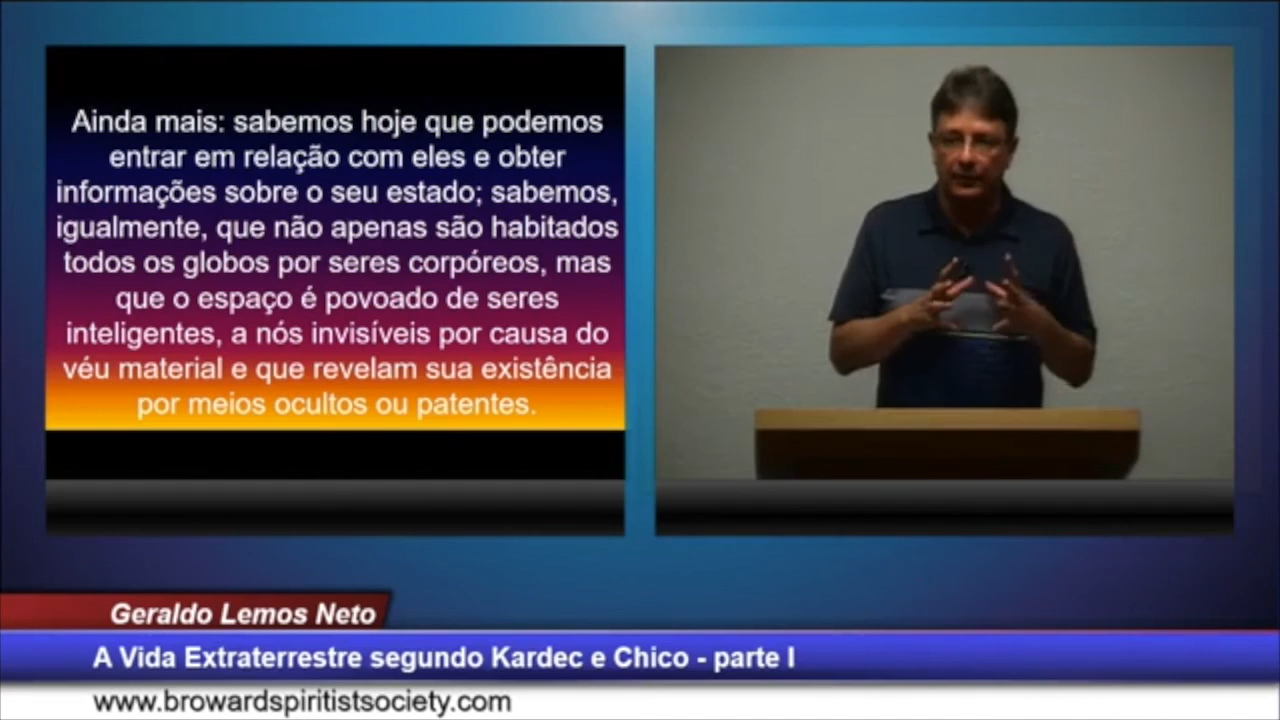 Ainda mais: sabemos hoje que podemos
entrar em relação com eles e obter
informações sobre o seu estado; sabemos,
igualmente, que não apenas são habitados
todos os globos por seres corpóreos, mas
que o espaço é povoado de seres
inteligentes, a nós invisíveis por causa do
véu material e que revelam sua existência
por meios ocultos ou patentes.
Geraldo Lemos Neto
A Vida Extraterrestre segundo Kardec e Chico - parte I
www.browardspiritistsociety.com